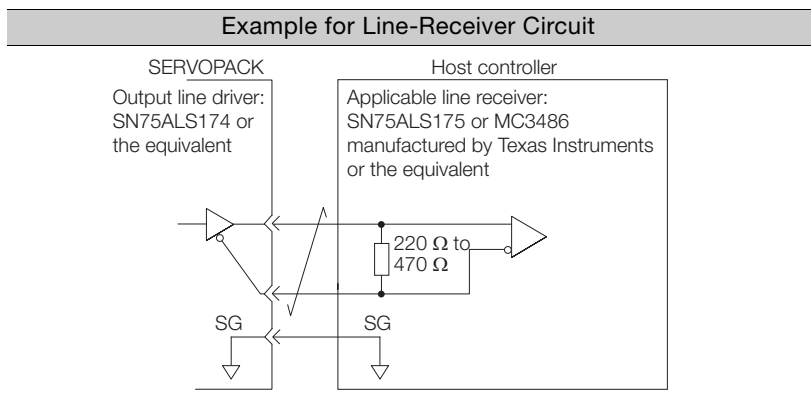 Example for Line-Receiver Circuit
SERVOPACK
Host controller
Output line driver:
SN75ALS174 or
the equivalent
Applicable line receiver:
SN75ALS175 or MC3486
manufactured by Texas Instruments
or the equivalent
220 Ω to
470 Ω
SG
SG